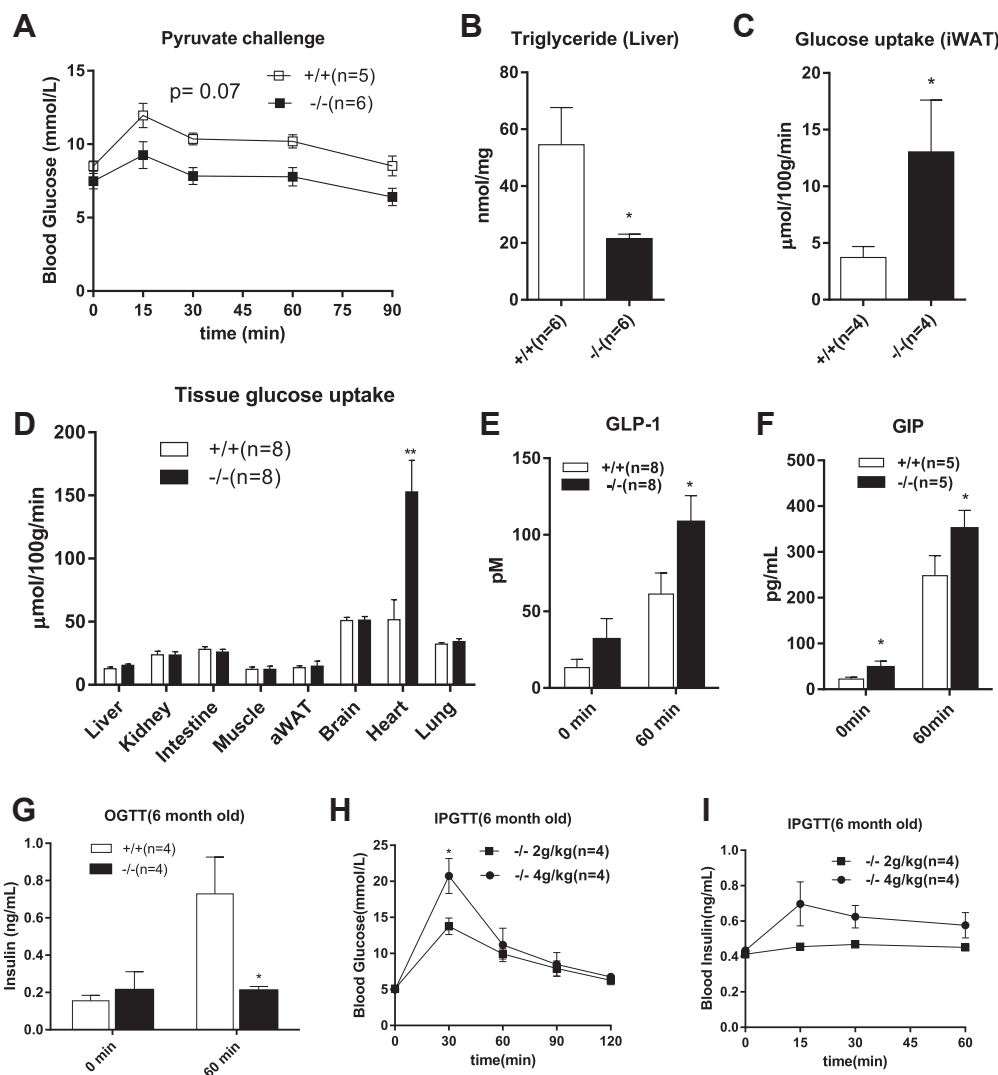 A
Pyruvate challenge
Blood Glucose (mmol/L)
15
10
5
0
p= 0.07
+/+(n=5)
-/-(n=6)
0 15 30 45 60 75 90
time (min)
B
Triglyceride (Liver)
nmol/mg
80
60
40
20
0
*
+/+(n=6)
-/-(n=6)
C
Glucose uptake (iWAT)
μmol/100g/min
20
15
10
5
0
*
+/+(n=4)
-/-(n=4)
D
Tissue glucose uptake
μmol/100g/min
200
150
100
50
0
+/+(n=8)
-/-(n=8)
**
Liver Kidney Intestine Muscle aWAT Brain Heart Lung
E
GLP-1
pM
150
100
50
0
+/+(n=8)
-/-(n=8)
*
0 min 60 min
F
GIP
pg/mL
500
400
300
200
100
0
+/+(n=5)
-/-(n=5)
*
*
0min 60min
G
OGTT(6 month old)
Insulin (ng/mL)
1.0
0.8
0.6
0.4
0.2
0.0
+/+(n=4)
-/-(n=4)
*
0 min 60 min
H
IPGTT(6 month old)
Blood Glucose(mmol/L)
25
20
15
10
5
0
*
-/- 2g/kg(n=4)
-/- 4g/kg(n=4)
0 30 60 90 120
time(min)
I
IPGTT(6 month old)
Blood Insulin(ng/mL)
1.0
0.8
0.6
0.4
0.2
0.0
-/- 2g/kg(n=4)
-/- 4g/kg(n=4)
0 15 30 45 60
time(min)